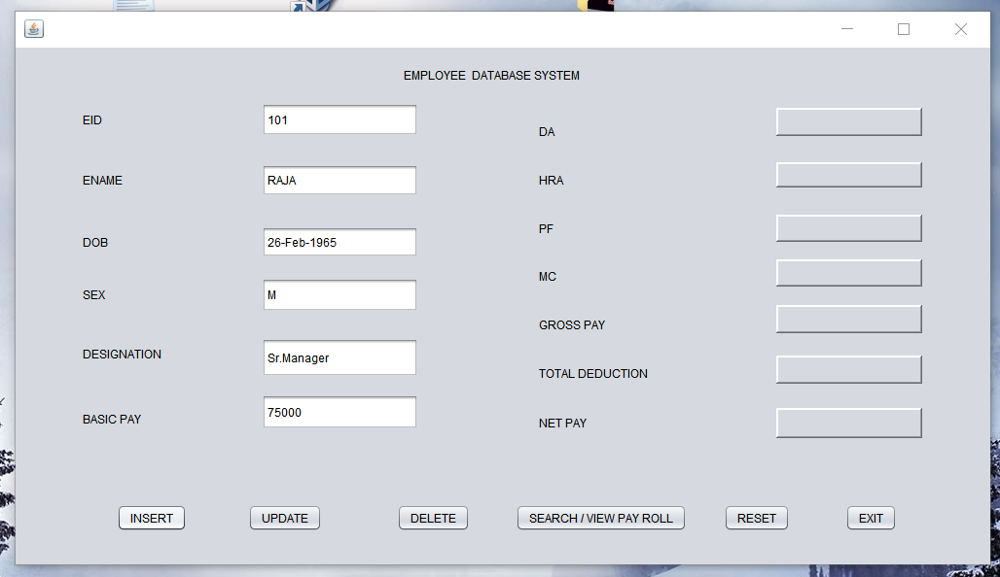 EMPLOYEE  DATABASE SYSTEM
EID 101
ENAME RAJA
DOB 26-Feb-1965
SEX M
DESIGNATION Sr.Manager
BASIC PAY 75000
DA
HRA
PF
MC
GROSS PAY
TOTAL DEDUCTION
NET PAY
INSERT UPDATE DELETE SEARCH / VIEW PAY ROLL RESET EXIT